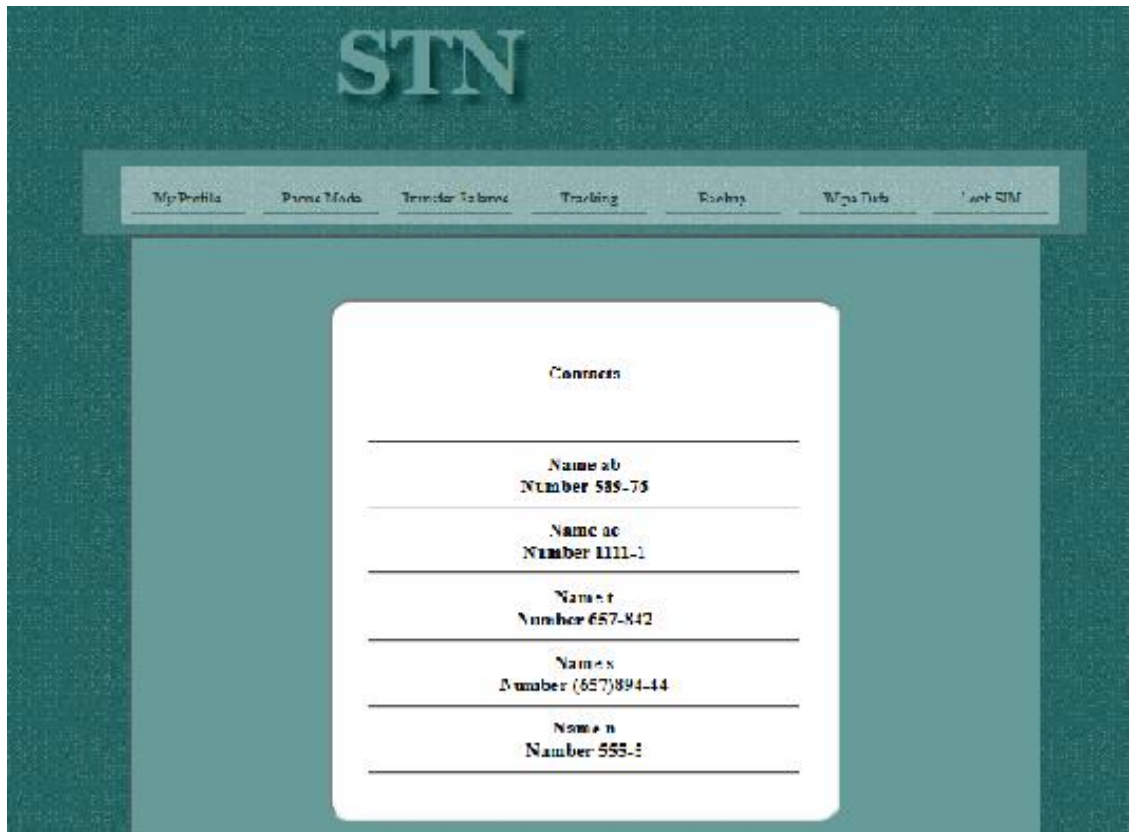 STN
My Profile Phone Mode Transfer Balance Tracking Backup Wipe Data Lock SIM
Contacts
Name ab
Number 589-75
Name ac
Number 1111-1
Name t
Number 657-842
Name s
Number (657)894-44
Name n
Number 555-5